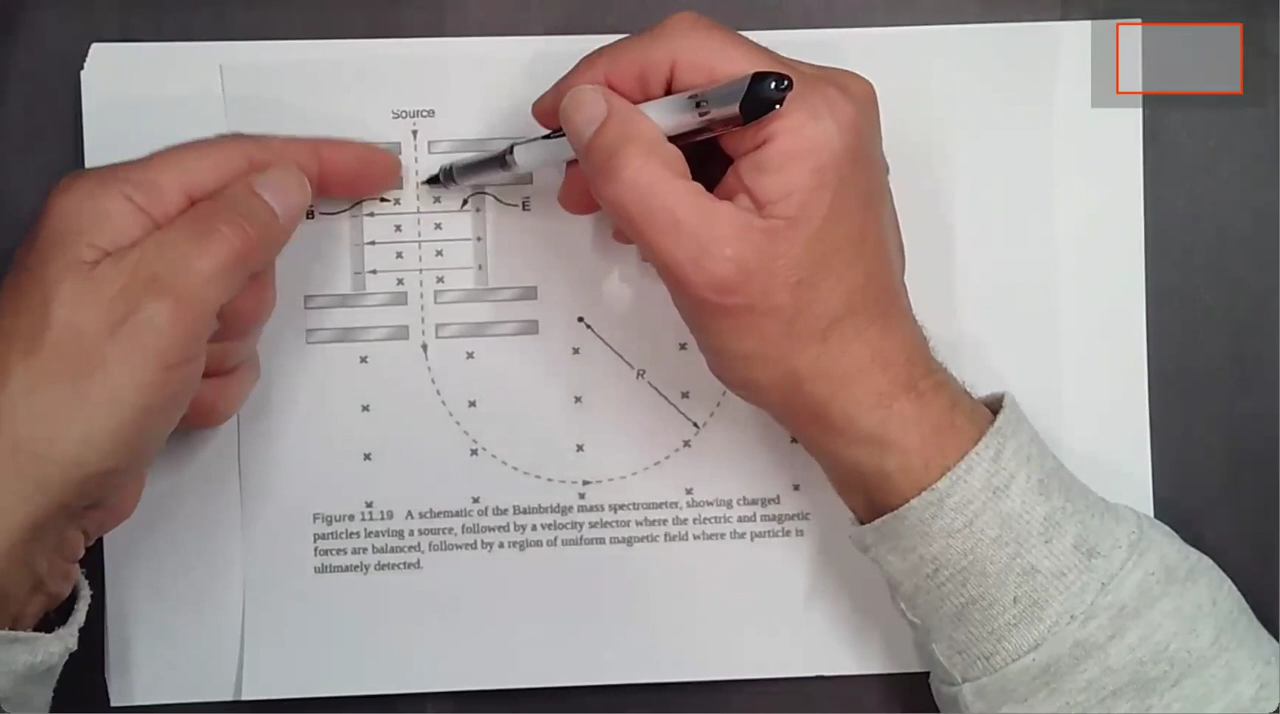 Source
B
E
R
Figure 11.19 A schematic of the Bainbridge mass spectrometer, showing charged
particles leaving a source, followed by a velocity selector where the electric and magnetic
forces are balanced, followed by a region of uniform magnetic field where the particle is
ultimately detected.